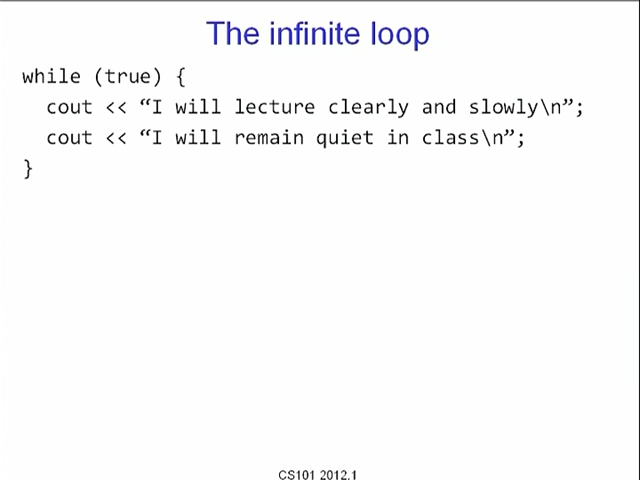 The infinite loop
while (true) {
cout << “I will lecture clearly and slowly\n”;
cout << “I will remain quiet in class\n”;
}
CS101 2012.1